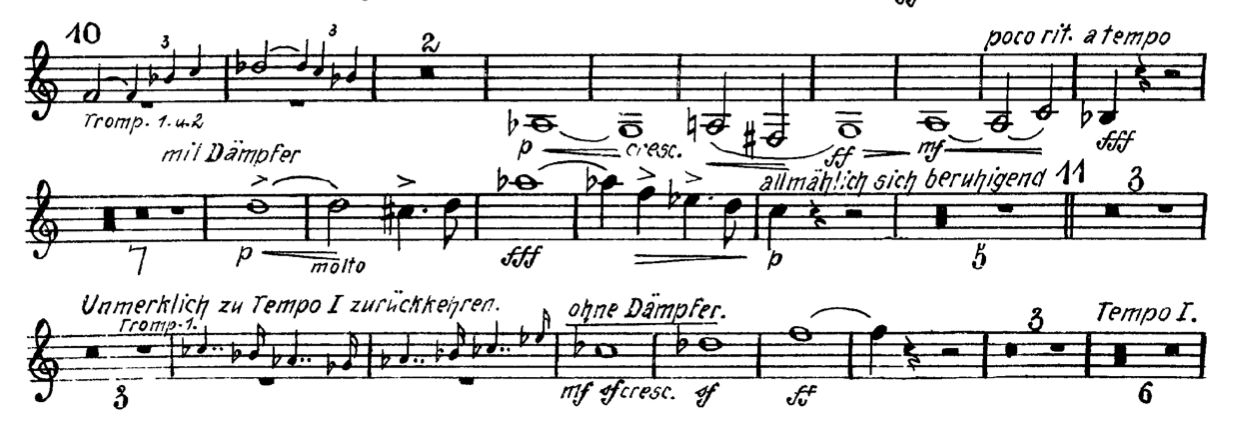 10 3 3 2 poco rit. a tempo
Tromp. 1. u. 2 p cresc. ff mf fff
mit Dämpfer allmählich sich beruhigend 11 3
7 p molto fff p 5
Unmerklich zu Tempo I zurückkehren. ohne Dämpfer. 3 Tempo I.
Tromp. 1.
3 mf sf cresc. sf ff 6